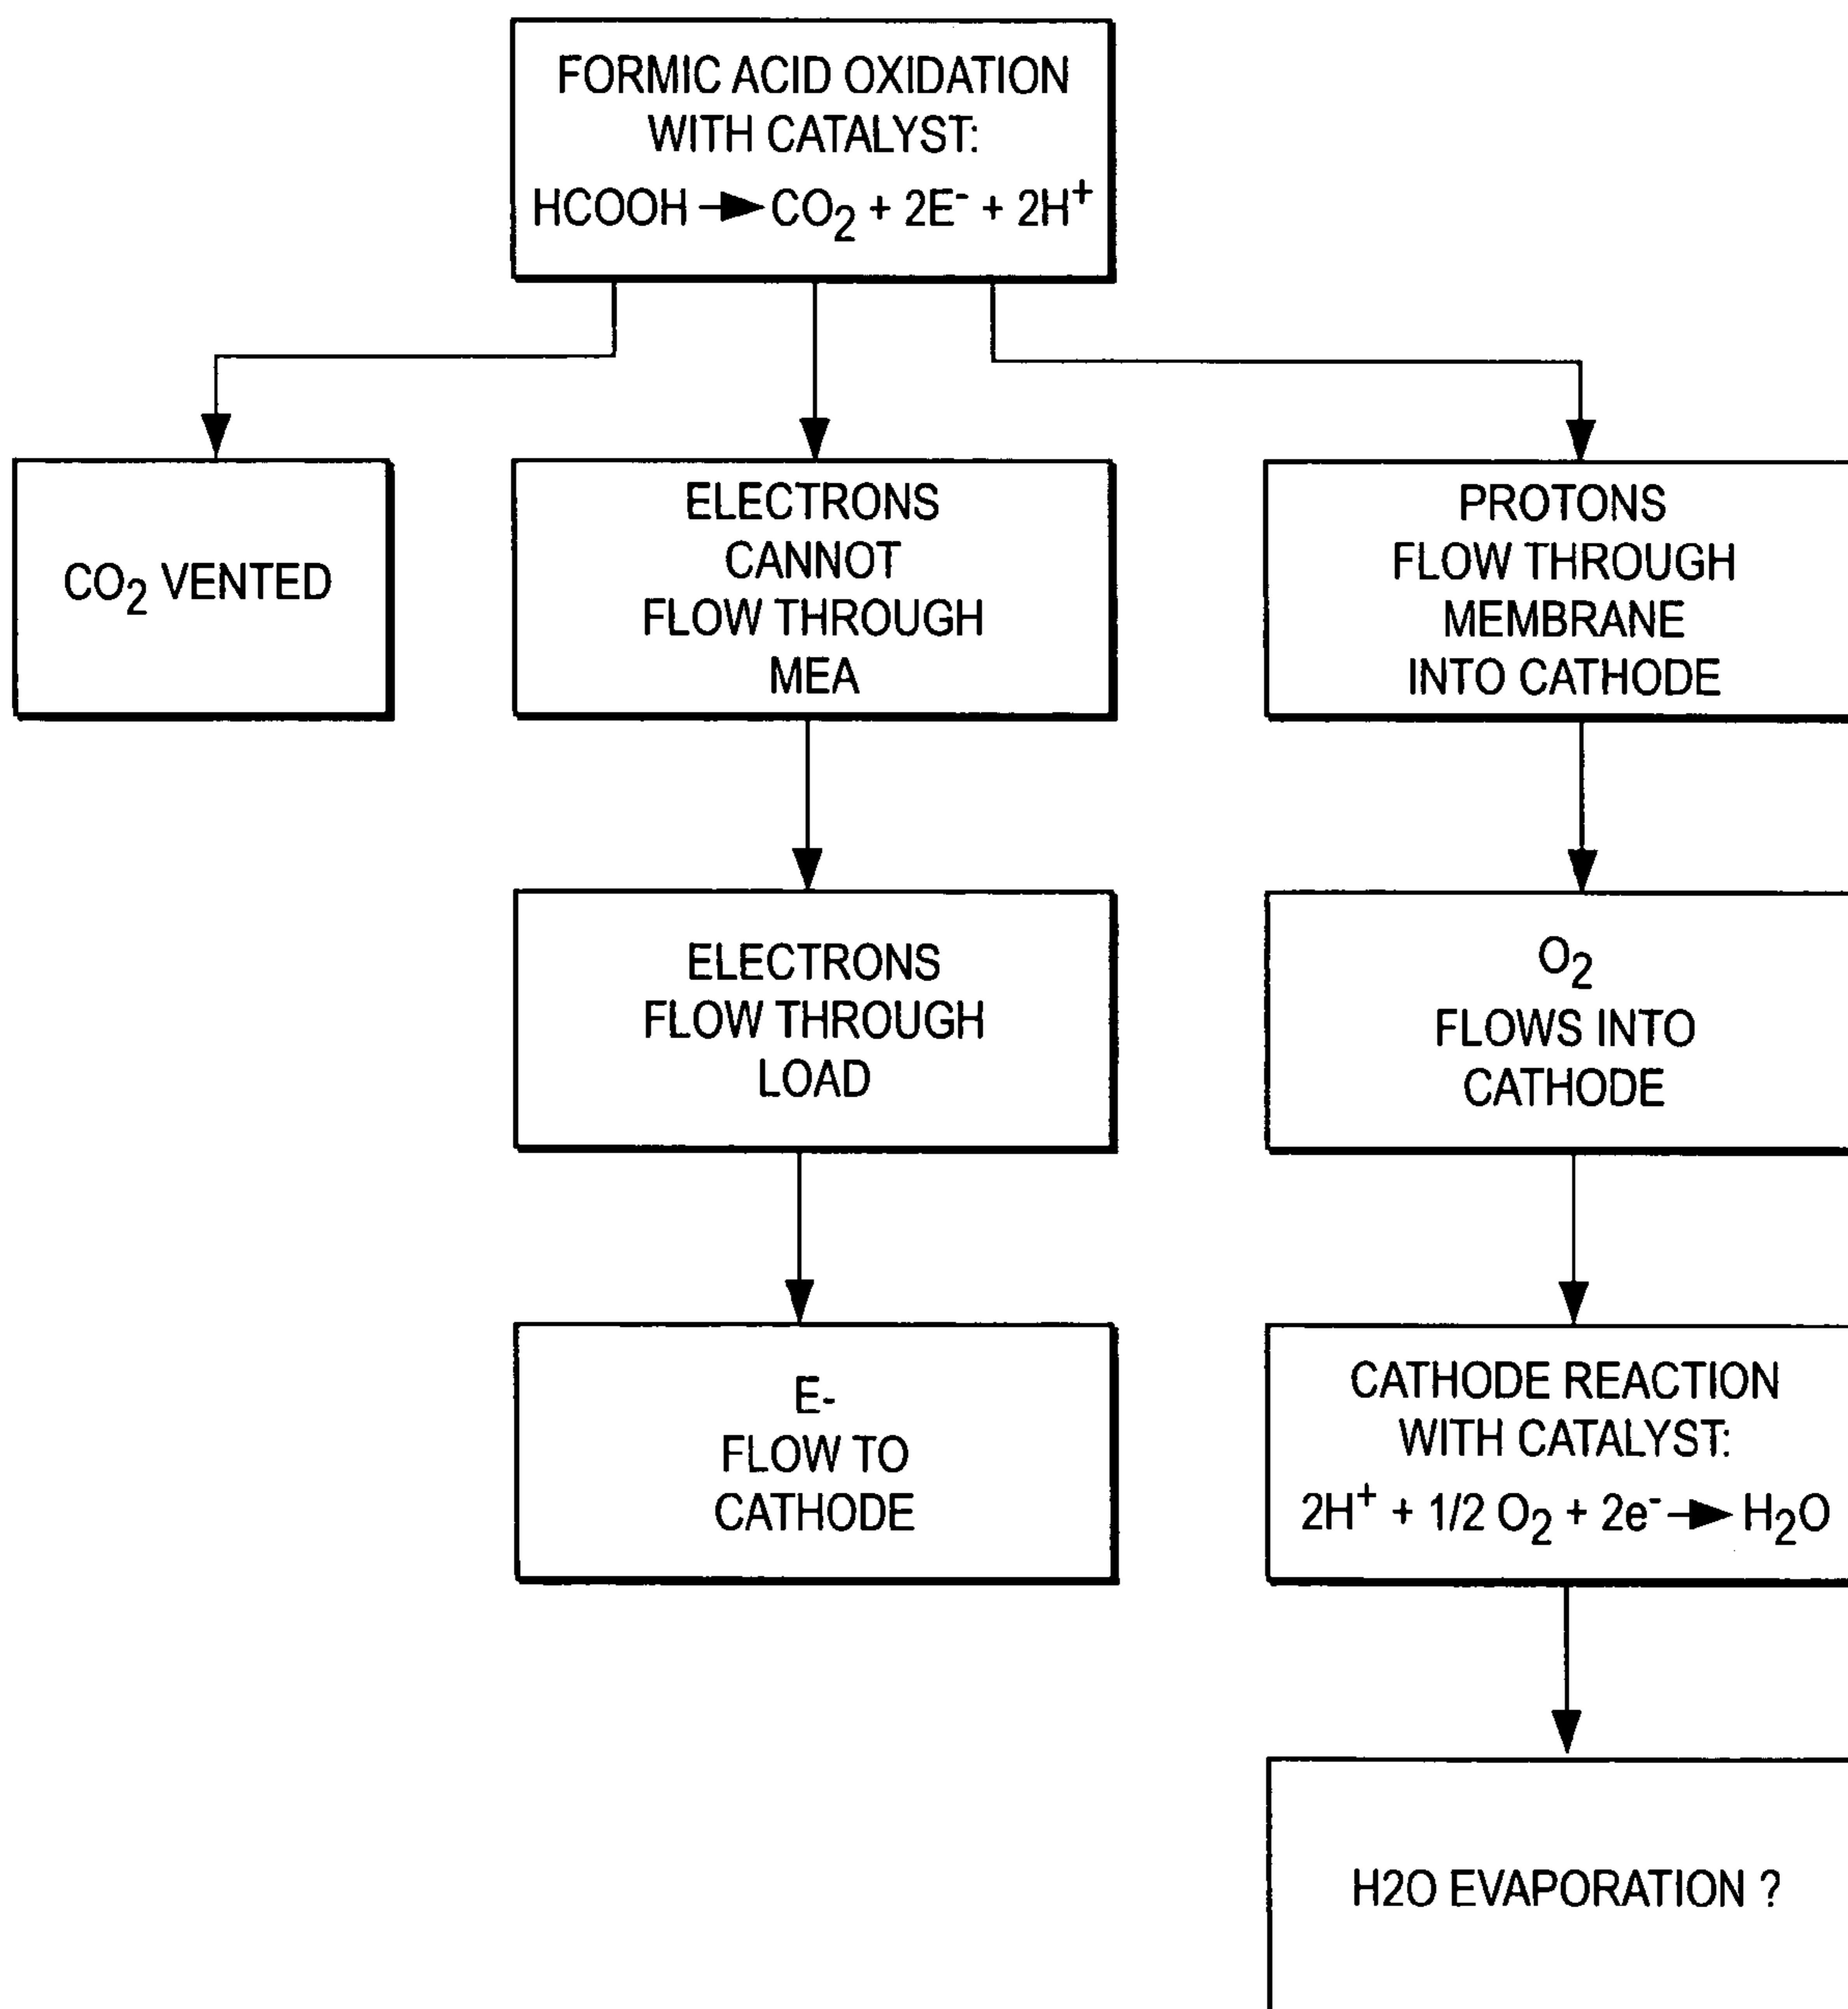 FORMIC ACID OXIDATION
WITH CATALYST:
HCOOH → CO₂ + 2E⁻ + 2H⁺
CO₂ VENTED
ELECTRONS
CANNOT
FLOW THROUGH
MEA
PROTONS
FLOW THROUGH
MEMBRANE
INTO CATHODE
ELECTRONS
FLOW THROUGH
LOAD
O₂
FLOWS INTO
CATHODE
E-
FLOW TO
CATHODE
CATHODE REACTION
WITH CATALYST:
2H⁺ + 1/2 O₂ + 2e⁻ → H₂O
H2O EVAPORATION ?